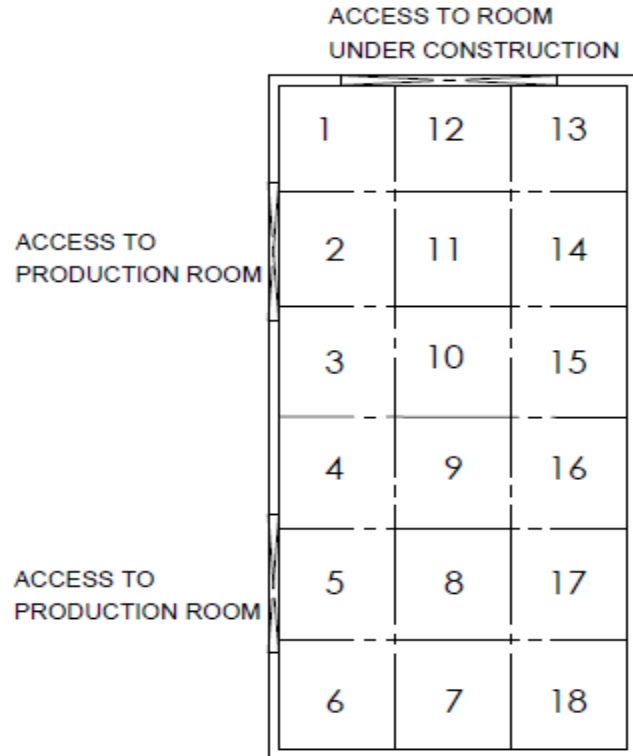 ACCESS TO ROOM
UNDER CONSTRUCTION
1 12 13
ACCESS TO
PRODUCTION ROOM
2 11 14
3 10 15
4 9 16
ACCESS TO
PRODUCTION ROOM
5 8 17
6 7 18